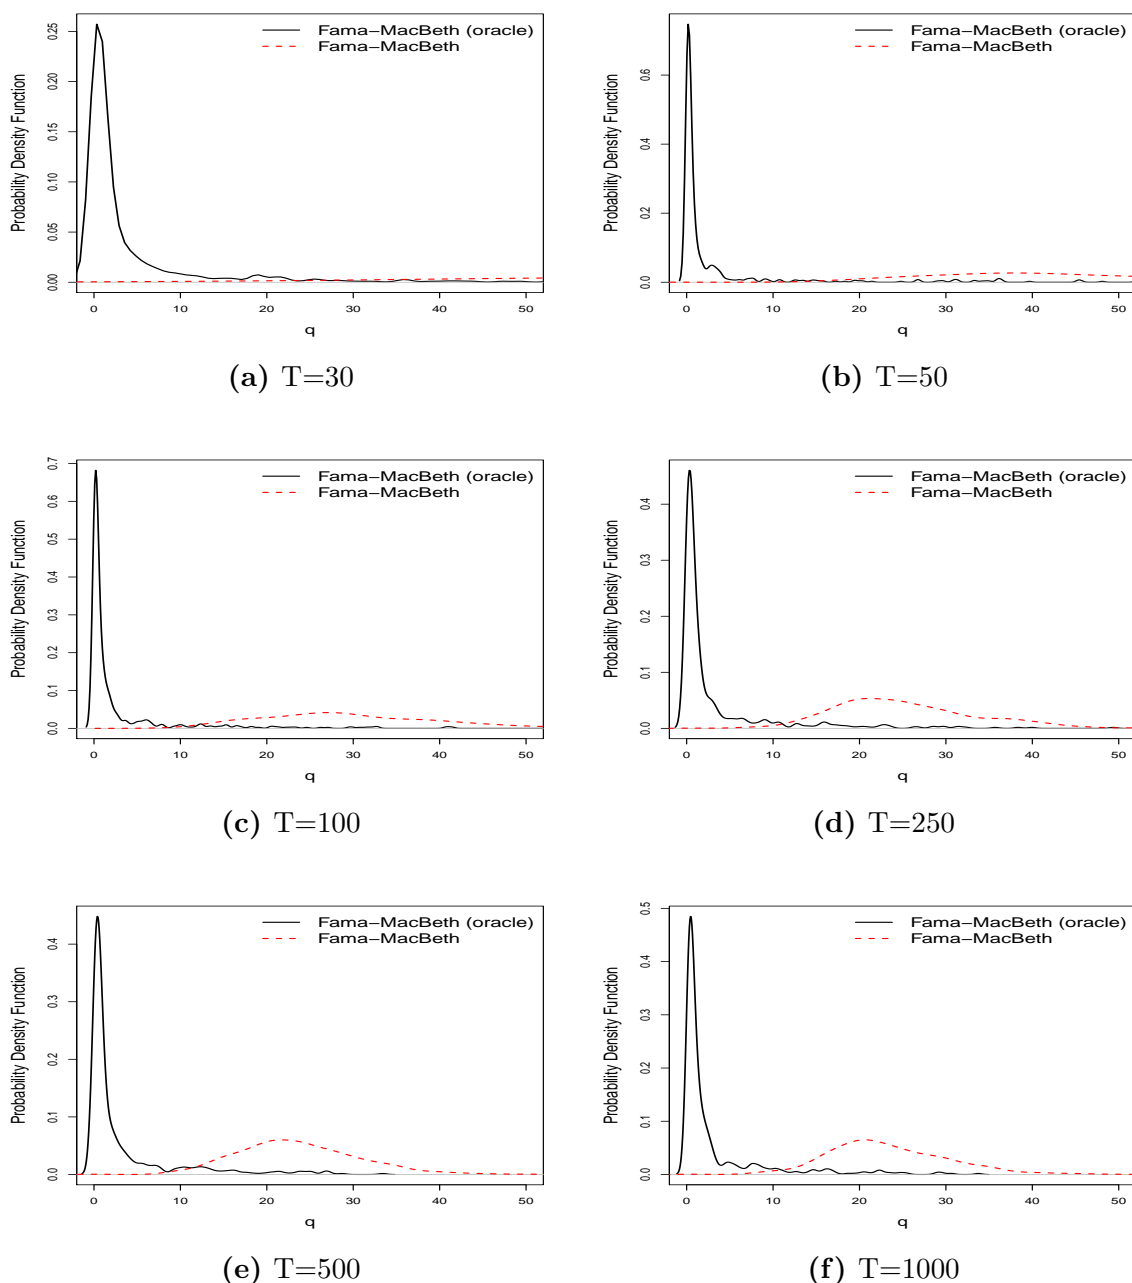 Fama−MacBeth (oracle)
Fama−MacBeth
Probability Density Function
0.00 0.05 0.10 0.15 0.20 0.25
0 10 20 30 40 50
q
(a) T=30
Fama−MacBeth (oracle)
Fama−MacBeth
Probability Density Function
0.0 0.2 0.4 0.6
0 10 20 30 40 50
q
(b) T=50
Fama−MacBeth (oracle)
Fama−MacBeth
Probability Density Function
0.0 0.1 0.2 0.3 0.4 0.5 0.6 0.7
0 10 20 30 40 50
q
(c) T=100
Fama−MacBeth (oracle)
Fama−MacBeth
Probability Density Function
0.0 0.1 0.2 0.3 0.4
0 10 20 30 40 50
q
(d) T=250
Fama−MacBeth (oracle)
Fama−MacBeth
Probability Density Function
0.0 0.1 0.2 0.3 0.4
0 10 20 30 40 50
q
(e) T=500
Fama−MacBeth (oracle)
Fama−MacBeth
Probability Density Function
0.0 0.1 0.2 0.3 0.4 0.5
0 10 20 30 40 50
q
(f) T=1000